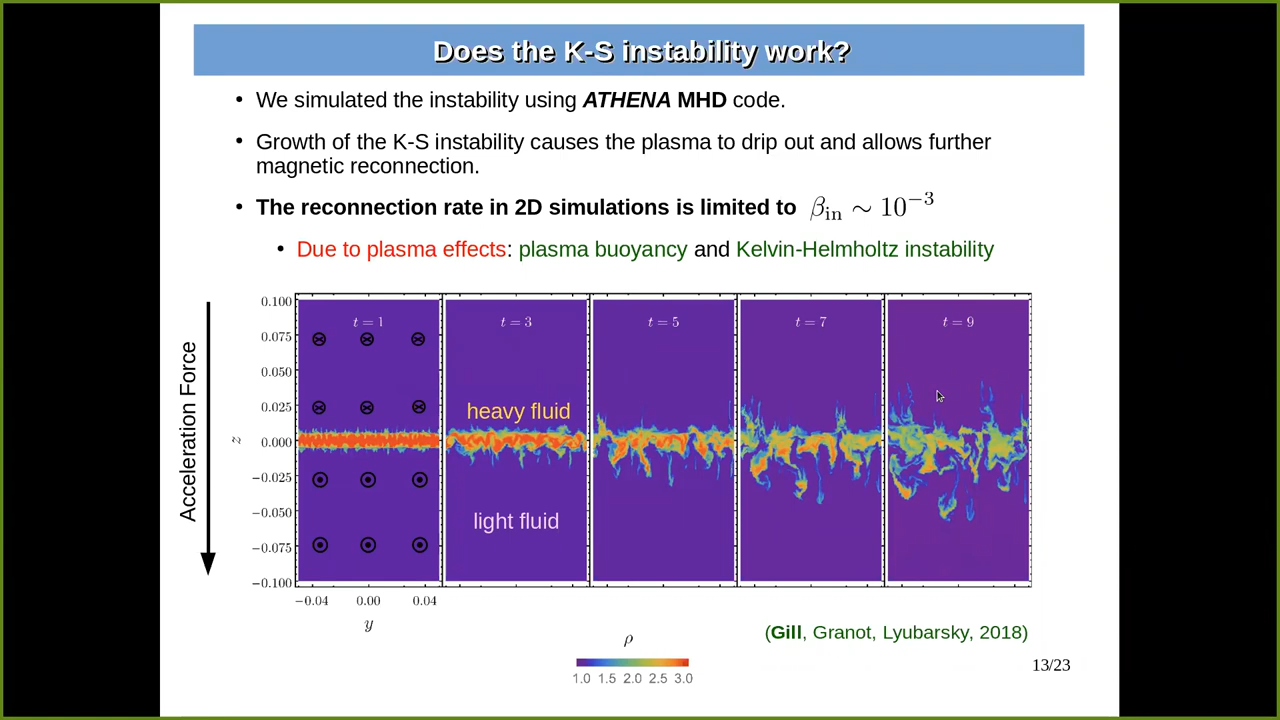 Does the K-S instability work?
• We simulated the instability using ATHENA MHD code.
• Growth of the K-S instability causes the plasma to drip out and allows further
magnetic reconnection.
• The reconnection rate in 2D simulations is limited to β_in ∼ 10^−3
• Due to plasma effects: plasma buoyancy and Kelvin-Helmholtz instability
Acceleration Force
z
0.100
0.075
0.050
0.025
0.000
−0.025
−0.050
−0.075
−0.100
t = 1
t = 3
t = 5
t = 7
t = 9
heavy fluid
light fluid
−0.04 0.00 0.04
y
ρ
1.0 1.5 2.0 2.5 3.0
(Gill, Granot, Lyubarsky, 2018)
13/23